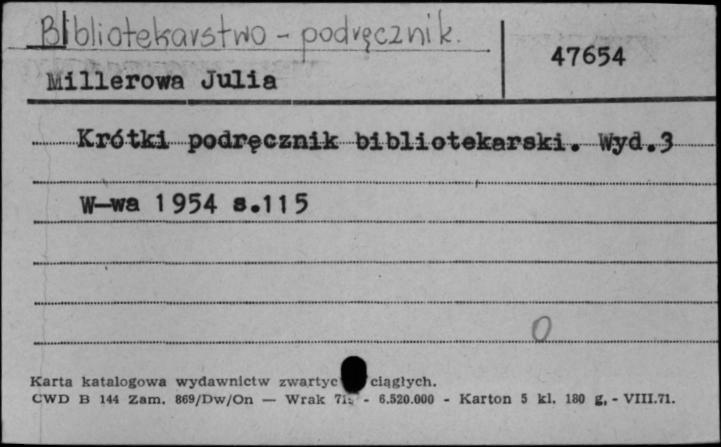 Bibliotekarstwo - podręcznik.
47654
Millerowa Julia
Krótki podręcznik bibliotekarski. Wyd.3
W-wa 1954 s.115
0
Karta katalogowa wydawnictw zwartyc ciągłych.
CWD B 144 Zam. 869/Dw/On — Wrak - 6.520.000 - Karton 5 kl. 180 g, - VIII.71.